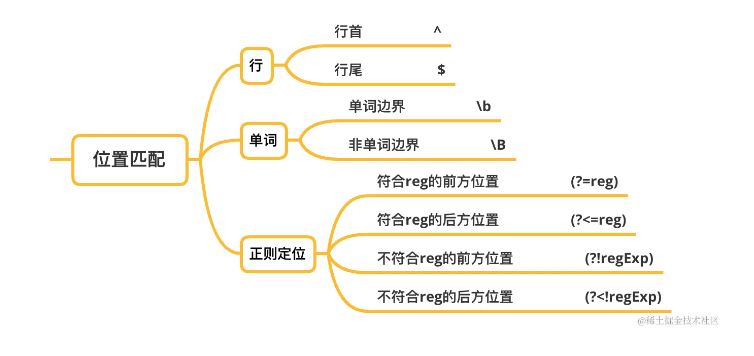 行首 ^
行
行尾 $
单词边界 \b
单词
非单词边界 \B
位置匹配
符合reg的前方位置 (?=reg)
符合reg的后方位置 (?<=reg)
正则定位
不符合reg的前方位置 (?!regExp)
不符合reg的后方位置 (?<!regExp)
@稀土掘金技术社区